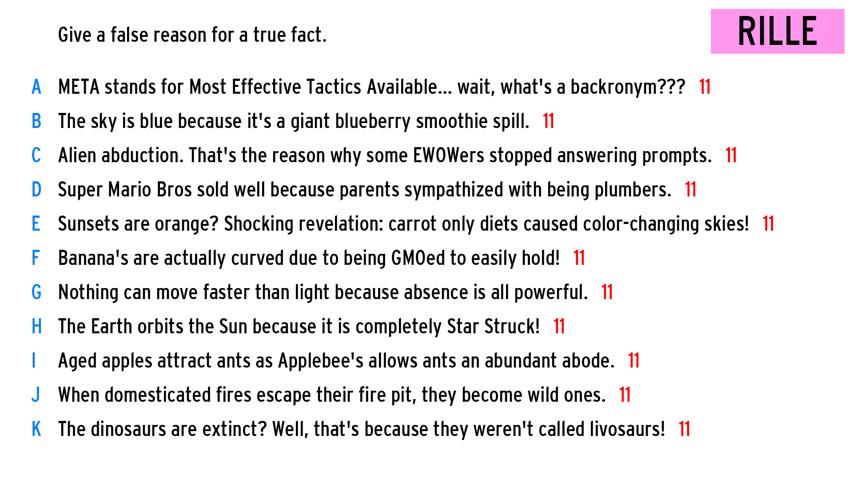 Give a false reason for a true fact.
RILLE
A META stands for Most Effective Tactics Available... wait, what's a backronym??? 11
B The sky is blue because it's a giant blueberry smoothie spill. 11
C Alien abduction. That's the reason why some EWOWers stopped answering prompts. 11
D Super Mario Bros sold well because parents sympathized with being plumbers. 11
E Sunsets are orange? Shocking revelation: carrot only diets caused color-changing skies! 11
F Banana's are actually curved due to being GMOed to easily hold! 11
G Nothing can move faster than light because absence is all powerful. 11
H The Earth orbits the Sun because it is completely Star Struck! 11
I Aged apples attract ants as Applebee's allows ants an abundant abode. 11
J When domesticated fires escape their fire pit, they become wild ones. 11
K The dinosaurs are extinct? Well, that's because they weren't called livosaurs! 11